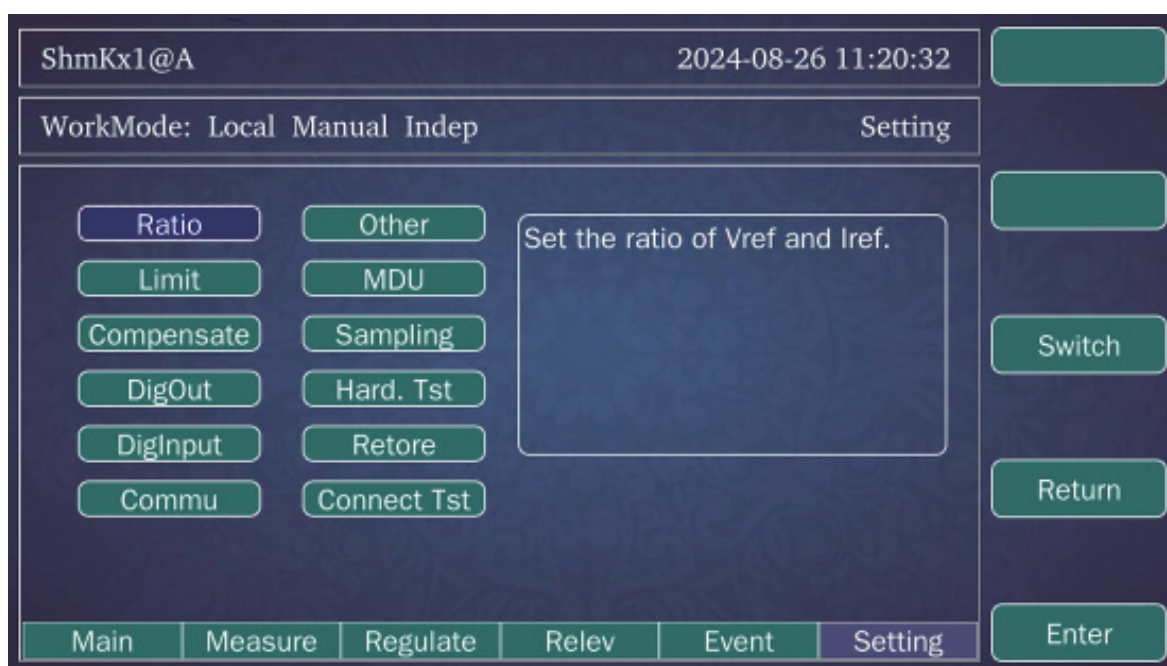 ShmKx1@A 2024-08-26 11:20:32
WorkMode: Local Manual Indep Setting
Ratio Other
Set the ratio of Vref and Iref.
Limit MDU
Compensate Sampling
Switch
DigOut Hard. Tst
DigInput Retore
Commu Connect Tst
Return
Main Measure Regulate Relev Event Setting
Enter